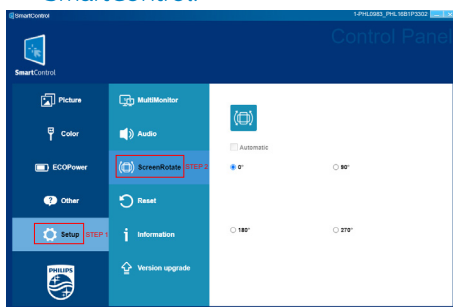 SmartControl
1-PHL0983_PHL16B1P3302
Control Panel
SmartControl
Picture
Color
ECOPower
Other
Setup STEP 1
PHILIPS
MultiMonitor
Audio
ScreenRotate STEP 2
Reset
Information
Version upgrade
Automatic
0° 90°
180° 270°